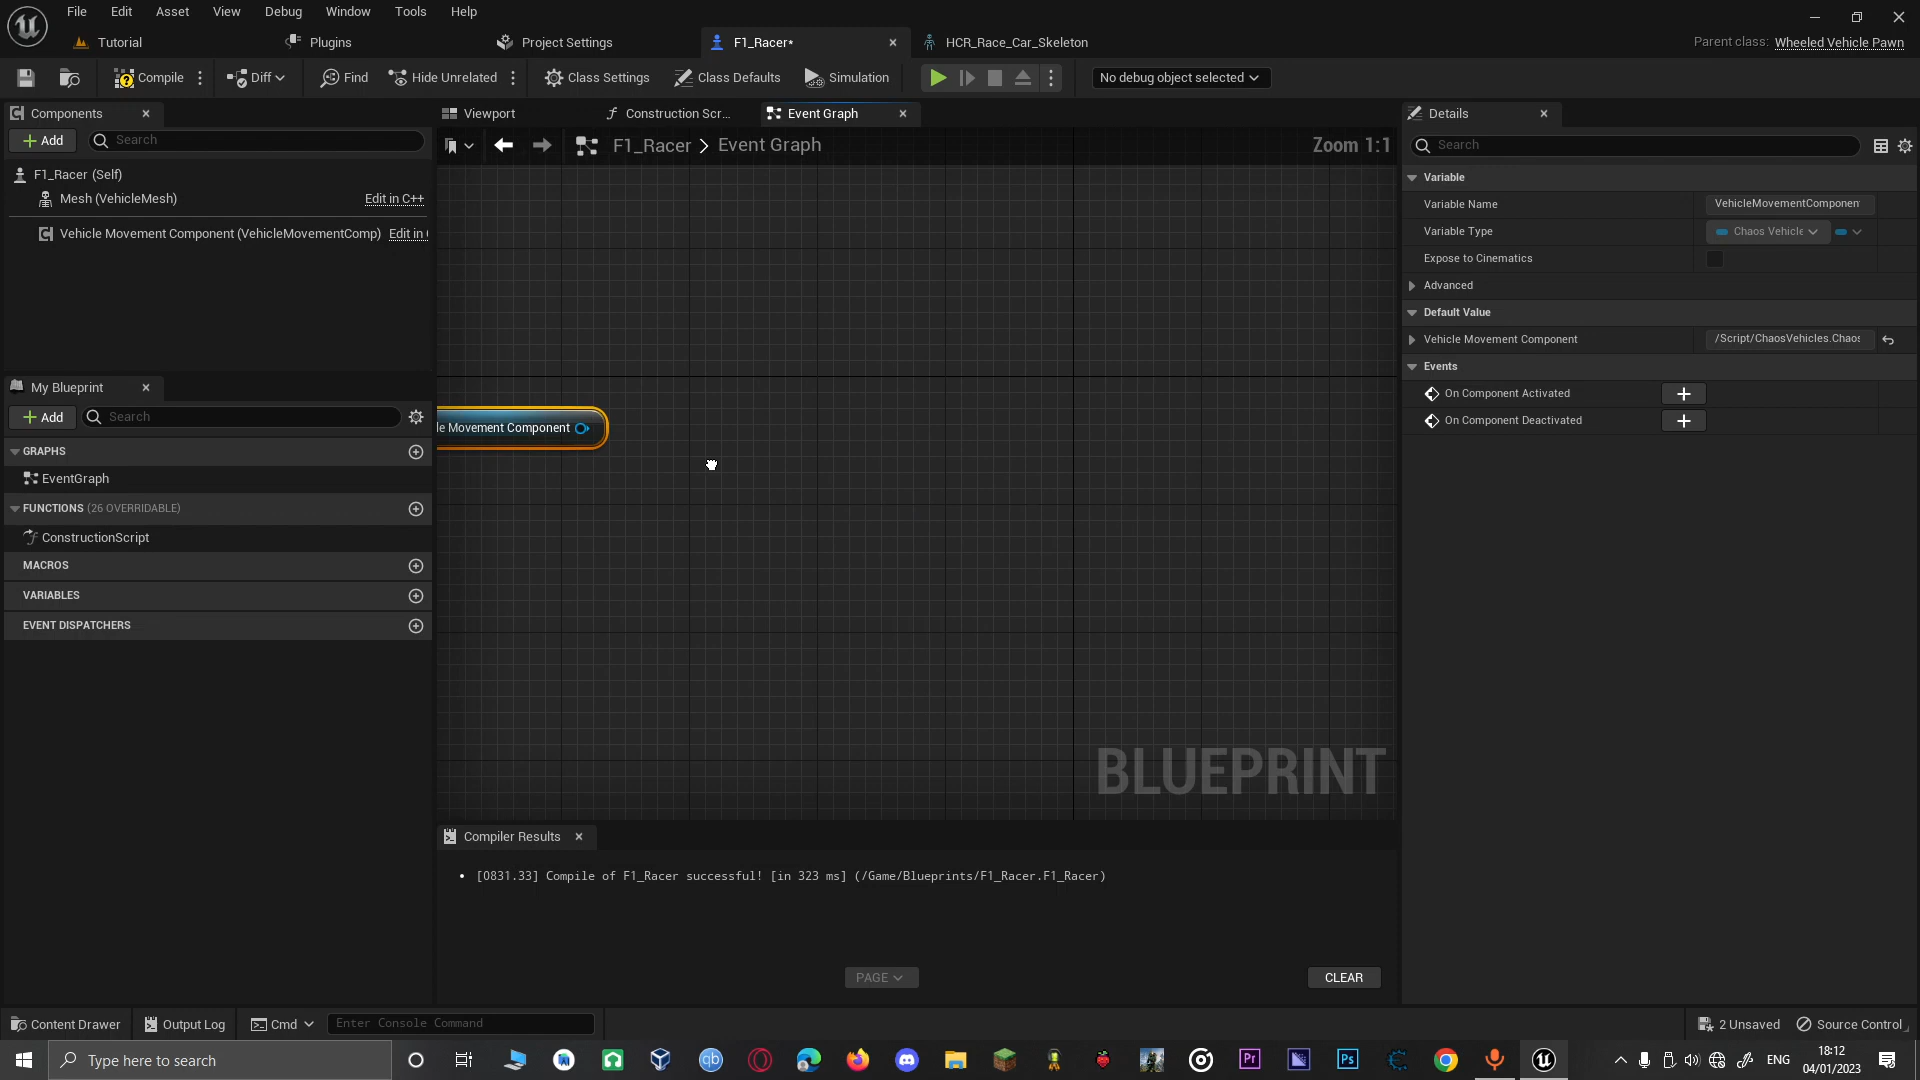 File Edit Asset View Debug Window Tools Help
Tutorial Plugins Project Settings F1_Racer* HCR_Race_Car_Skeleton Parent class: Wheeled Vehicle Pawn
Compile Diff Find Hide Unrelated Class Settings Class Defaults Simulation No debug object selected
Components
Add Search
F1_Racer (Self)
Mesh (VehicleMesh) Edit in C++
Vehicle Movement Component (VehicleMovementComp) Edit in
My Blueprint
Add Search
GRAPHS
EventGraph
FUNCTIONS (26 OVERRIDABLE)
ConstructionScript
MACROS
VARIABLES
EVENT DISPATCHERS
Viewport Construction Scr... Event Graph
F1_Racer > Event Graph Zoom 1:1
le Movement Component
BLUEPRINT
Compiler Results
• [0831.33] Compile of F1_Racer successful! [in 323 ms] (/Game/Blueprints/F1_Racer.F1_Racer)
PAGE CLEAR
Details
Search
Variable
Variable Name VehicleMovementComponen
Variable Type Chaos Vehicle
Expose to Cinematics
Advanced
Default Value
Vehicle Movement Component /Script/ChaosVehicles.Chaos
Events
On Component Activated
On Component Deactivated
Content Drawer Output Log Cmd Enter Console Command 2 Unsaved Source Control
Type here to search qb Pr Ps ENG 18:12
04/01/2023